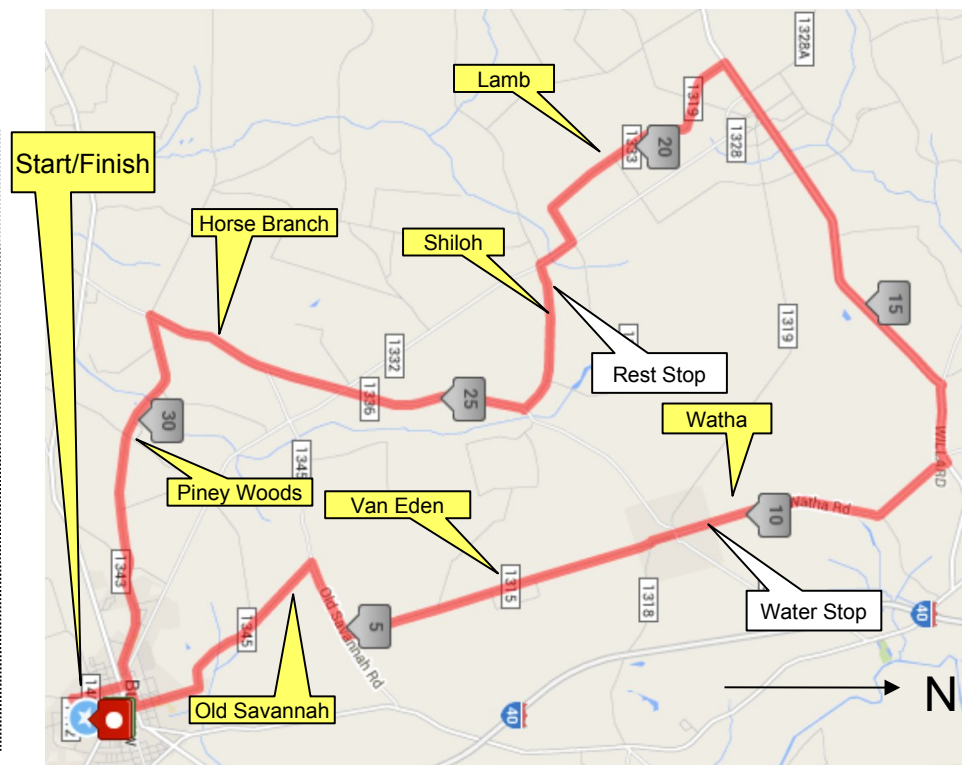 1328A
Lamb
1319
Start/Finish
20
1333
1328
Horse Branch
Shiloh
15
1319
1332
Rest Stop
25
1336
Watha
30
WILLARD
1345
Piney Woods
Van Eden
Watha Rd
10
1343
1315
1318
Water Stop
40
5
Old Savannah Rd
1345
N
Old Savannah
40